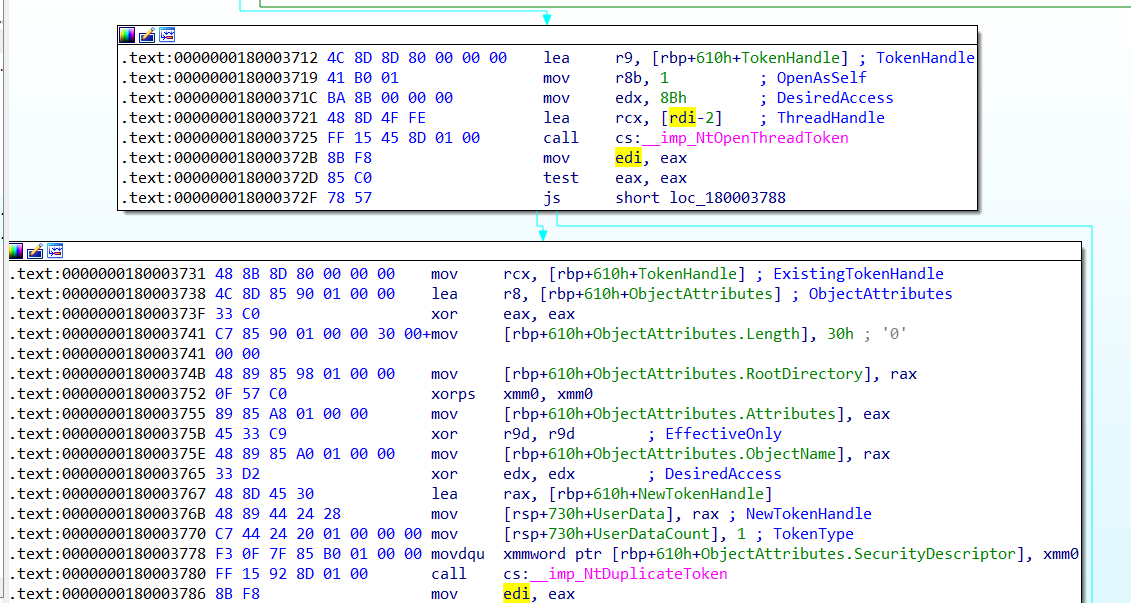 .text:0000000180003712 4C 8D 8D 80 00 00 00 lea r9, [rbp+610h+TokenHandle] ; TokenHandle
.text:0000000180003719 41 B0 01 mov r8b, 1 ; OpenAsSelf
.text:000000018000371C BA 8B 00 00 00 mov edx, 8Bh ; DesiredAccess
.text:0000000180003721 48 8D 4F FE lea rcx, [rdi-2] ; ThreadHandle
.text:0000000180003725 FF 15 45 8D 01 00 call cs:__imp_NtOpenThreadToken
.text:000000018000372B 8B F8 mov edi, eax
.text:000000018000372D 85 C0 test eax, eax
.text:000000018000372F 78 57 js short loc_180003788
.text:0000000180003731 48 8B 8D 80 00 00 00 mov rcx, [rbp+610h+TokenHandle] ; ExistingTokenHandle
.text:0000000180003738 4C 8D 85 90 01 00 00 lea r8, [rbp+610h+ObjectAttributes] ; ObjectAttributes
.text:000000018000373F 33 C0 xor eax, eax
.text:0000000180003741 C7 85 90 01 00 00 30 00+mov [rbp+610h+ObjectAttributes.Length], 30h ; '0'
.text:0000000180003741 00 00
.text:000000018000374B 48 89 85 98 01 00 00 mov [rbp+610h+ObjectAttributes.RootDirectory], rax
.text:0000000180003752 0F 57 C0 xorps xmm0, xmm0
.text:0000000180003755 89 85 A8 01 00 00 mov [rbp+610h+ObjectAttributes.Attributes], eax
.text:000000018000375B 45 33 C9 xor r9d, r9d ; EffectiveOnly
.text:000000018000375E 48 89 85 A0 01 00 00 mov [rbp+610h+ObjectAttributes.ObjectName], rax
.text:0000000180003765 33 D2 xor edx, edx ; DesiredAccess
.text:0000000180003767 48 8D 45 30 lea rax, [rbp+610h+NewTokenHandle]
.text:000000018000376B 48 89 44 24 28 mov [rsp+730h+UserData], rax ; NewTokenHandle
.text:0000000180003770 C7 44 24 20 01 00 00 00 mov [rsp+730h+UserDataCount], 1 ; TokenType
.text:0000000180003778 F3 0F 7F 85 B0 01 00 00 movdqu xmmword ptr [rbp+610h+ObjectAttributes.SecurityDescriptor], xmm0
.text:0000000180003780 FF 15 92 8D 01 00 call cs:__imp_NtDuplicateToken
.text:0000000180003786 8B F8 mov edi, eax